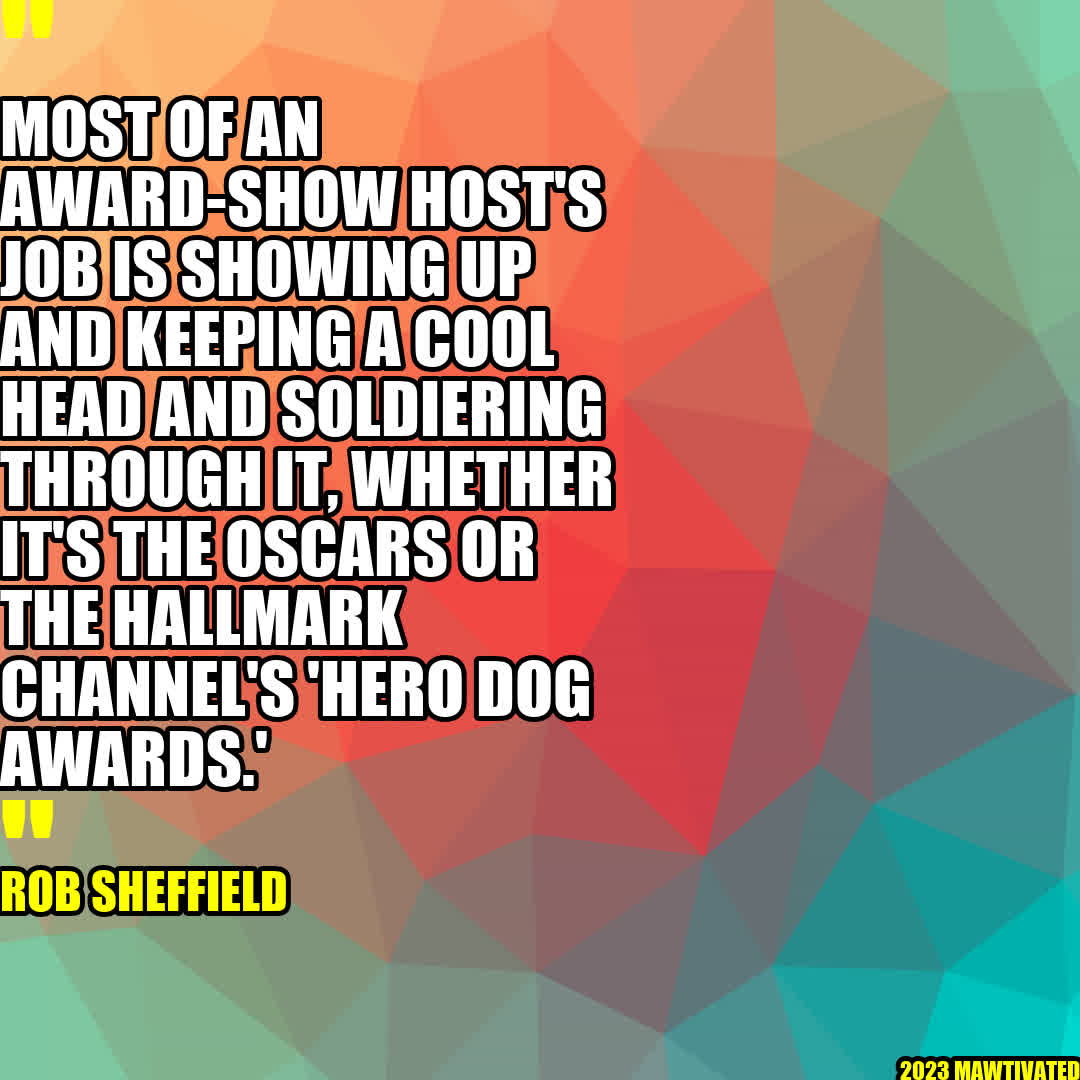 "
MOST OF AN
AWARD-SHOW HOST'S
JOB IS SHOWING UP
AND KEEPING A COOL
HEAD AND SOLDIERING
THROUGH IT, WHETHER
IT'S THE OSCARS OR
THE HALLMARK
CHANNEL'S 'HERO DOG
AWARDS.'
"
ROB SHEFFIELD
2023 MAWTIVATED